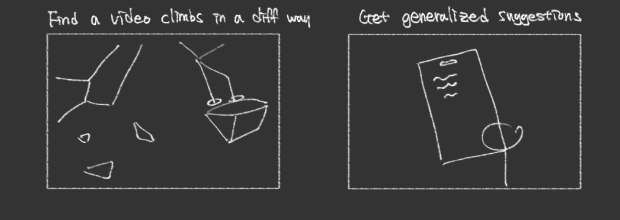 Find a video climbs in a diff way
Get generalized suggestions